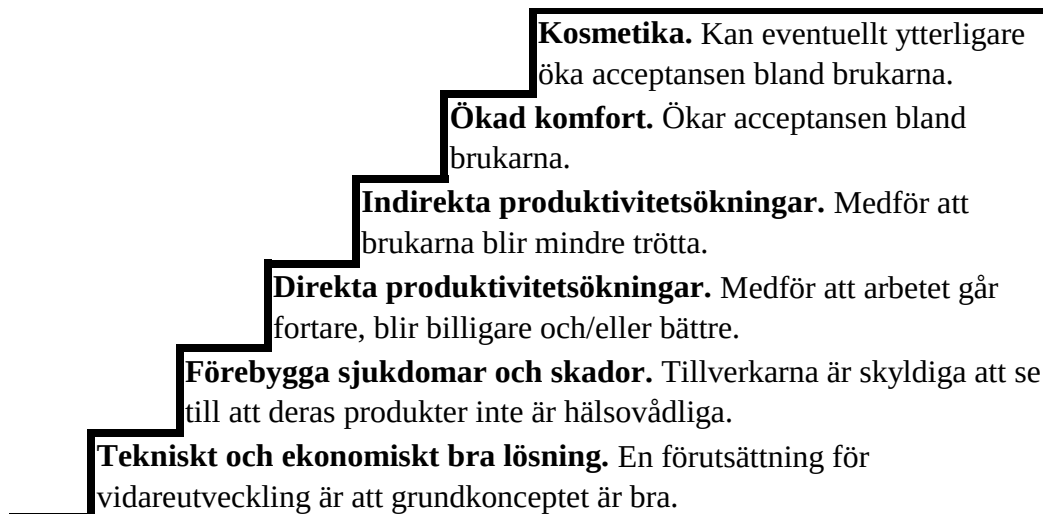 Kosmetika. Kan eventuellt ytterligare
öka acceptansen bland brukarna.
Ökad komfort. Ökar acceptansen bland
brukarna.
Indirekta produktivitetsökningar. Medför att
brukarna blir mindre trötta.
Direkta produktivitetsökningar. Medför att arbetet går
fortare, blir billigare och/eller bättre.
Förebygga sjukdomar och skador. Tillverkarna är skyldiga att se
till att deras produkter inte är hälsovådliga.
Tekniskt och ekonomiskt bra lösning. En förutsättning för
vidareutveckling är att grundkonceptet är bra.